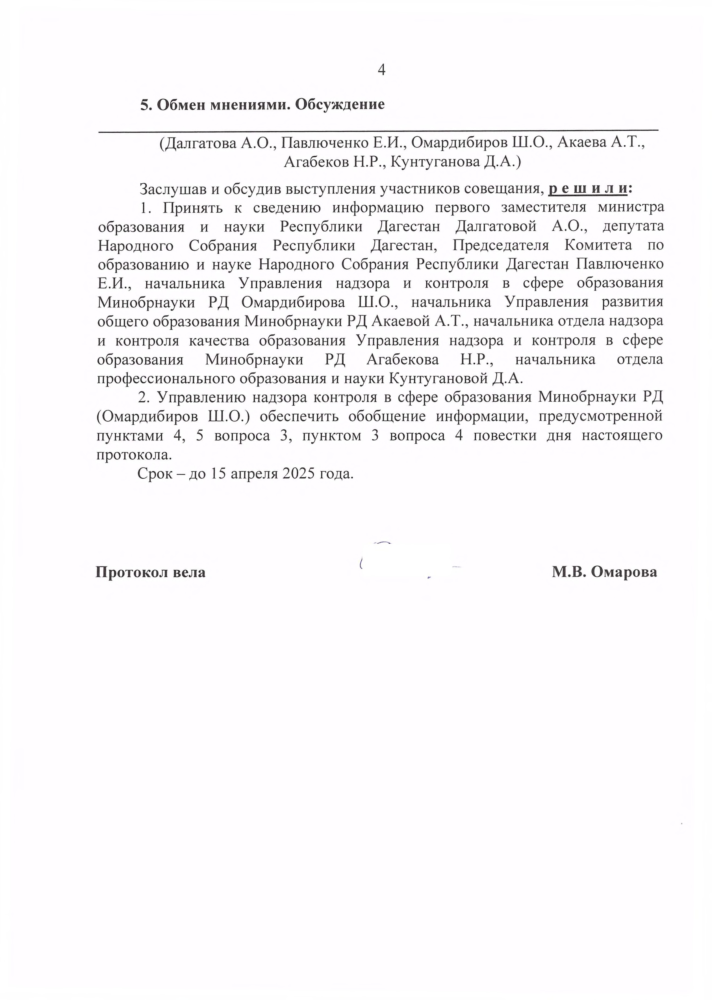 4
5. Обмен мнениями. Обсуждение
(Далгатова А.О., Павлюченко Е.И., Омардибиров Ш.О., Акаева А.Т.,
Агабеков Н.Р., Кунтуганова Д.А.)
Заслушав и обсудив выступления участников совещания, р е ш и л и:
1. Принять к сведению информацию первого заместителя министра
образования и науки Республики Дагестан Далгатовой А.О., депутата
Народного Собрания Республики Дагестан, Председателя Комитета по
образованию и науке Народного Собрания Республики Дагестан Павлюченко
Е.И., начальника Управления надзора и контроля в сфере образования
Минобрнауки РД Омардибирова Ш.О., начальника Управления развития
общего образования Минобрнауки РД Акаевой А.Т., начальника отдела надзора
и контроля качества образования Управления надзора и контроля в сфере
образования Минобрнауки РД Агабекова Н.Р., начальника отдела
профессионального образования и науки Кунтугановой Д.А.
2. Управлению надзора контроля в сфере образования Минобрнауки РД
(Омардибиров Ш.О.) обеспечить обобщение информации, предусмотренной
пунктами 4, 5 вопроса 3, пунктом 3 вопроса 4 повестки дня настоящего
протокола.
Срок – до 15 апреля 2025 года.
Протокол вела М.В. Омарова